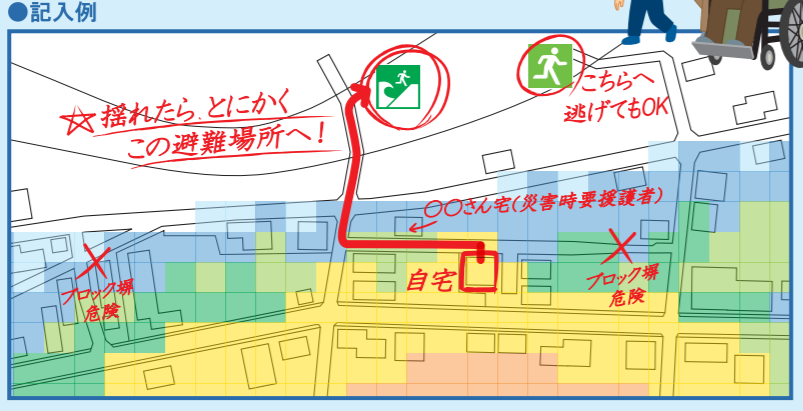 ●記入例
☆揺れたら、とにかく
この避難場所へ!
こちらへ
逃げてもOK
〇〇さん宅(災害時要援護者)
自宅
ブロック塀
危険
ブロック塀
危険